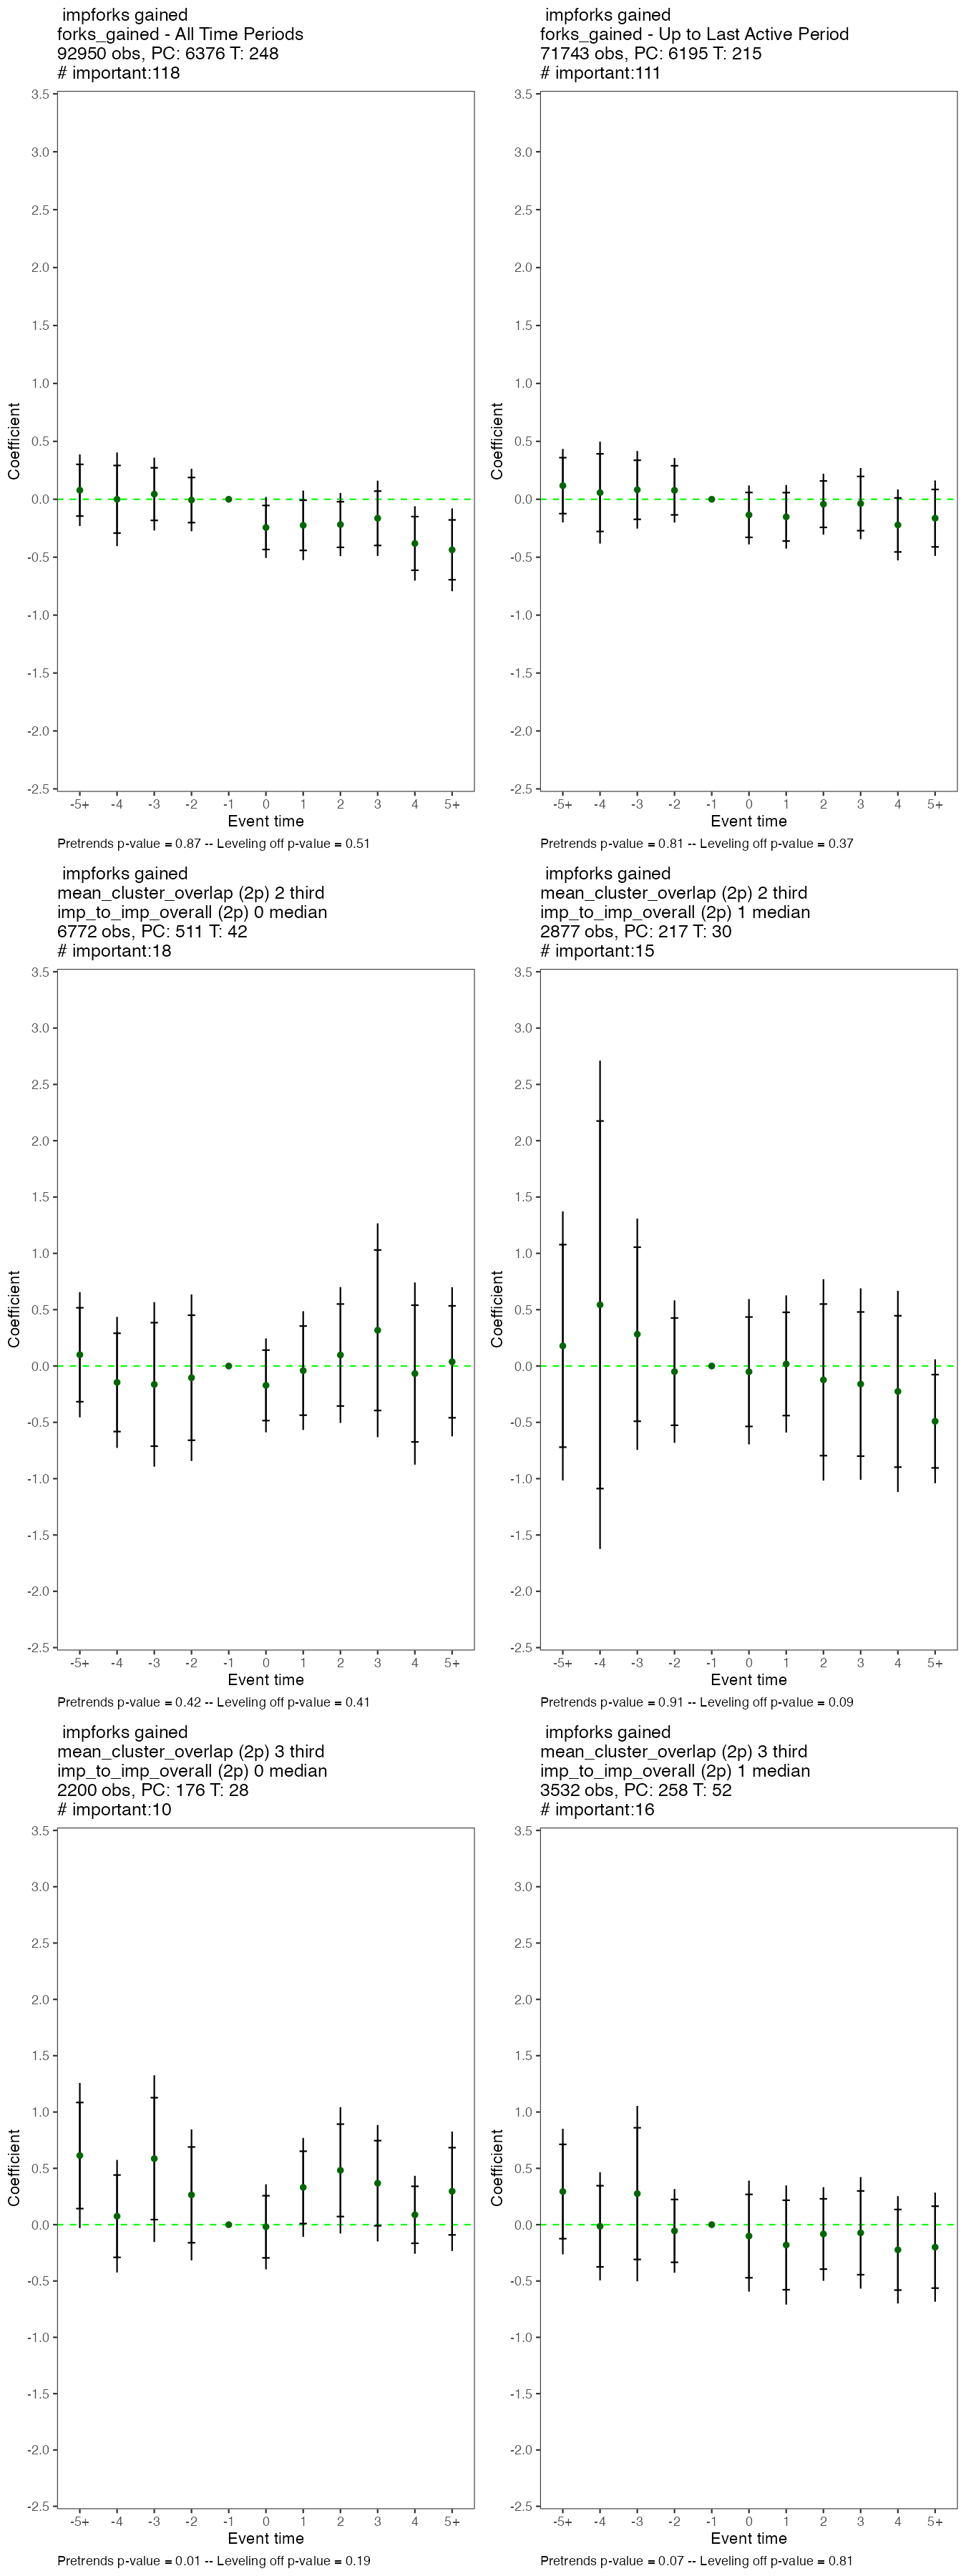 impforks gained
forks_gained - All Time Periods
92950 obs, PC: 6376 T: 248
# important:118
3.5
3.0
2.5
2.0
1.5
1.0
0.5
0.0
-0.5
-1.0
-1.5
-2.0
-2.5
Coefficient
-5+ -4 -3 -2 -1 0 1 2 3 4 5+
Event time
Pretrends p-value = 0.87 -- Leveling off p-value = 0.51
impforks gained
forks_gained - Up to Last Active Period
71743 obs, PC: 6195 T: 215
# important:111
3.5
3.0
2.5
2.0
1.5
1.0
0.5
0.0
-0.5
-1.0
-1.5
-2.0
-2.5
Coefficient
-5+ -4 -3 -2 -1 0 1 2 3 4 5+
Event time
Pretrends p-value = 0.81 -- Leveling off p-value = 0.37
impforks gained
mean_cluster_overlap (2p) 2 third
imp_to_imp_overall (2p) 0 median
6772 obs, PC: 511 T: 42
# important:18
3.5
3.0
2.5
2.0
1.5
1.0
0.5
0.0
-0.5
-1.0
-1.5
-2.0
-2.5
Coefficient
-5+ -4 -3 -2 -1 0 1 2 3 4 5+
Event time
Pretrends p-value = 0.42 -- Leveling off p-value = 0.41
impforks gained
mean_cluster_overlap (2p) 2 third
imp_to_imp_overall (2p) 1 median
2877 obs, PC: 217 T: 30
# important:15
3.5
3.0
2.5
2.0
1.5
1.0
0.5
0.0
-0.5
-1.0
-1.5
-2.0
-2.5
Coefficient
-5+ -4 -3 -2 -1 0 1 2 3 4 5+
Event time
Pretrends p-value = 0.91 -- Leveling off p-value = 0.09
impforks gained
mean_cluster_overlap (2p) 3 third
imp_to_imp_overall (2p) 0 median
2200 obs, PC: 176 T: 28
# important:10
3.5
3.0
2.5
2.0
1.5
1.0
0.5
0.0
-0.5
-1.0
-1.5
-2.0
-2.5
Coefficient
-5+ -4 -3 -2 -1 0 1 2 3 4 5+
Event time
Pretrends p-value = 0.01 -- Leveling off p-value = 0.19
impforks gained
mean_cluster_overlap (2p) 3 third
imp_to_imp_overall (2p) 1 median
3532 obs, PC: 258 T: 52
# important:16
3.5
3.0
2.5
2.0
1.5
1.0
0.5
0.0
-0.5
-1.0
-1.5
-2.0
-2.5
Coefficient
-5+ -4 -3 -2 -1 0 1 2 3 4 5+
Event time
Pretrends p-value = 0.07 -- Leveling off p-value = 0.81